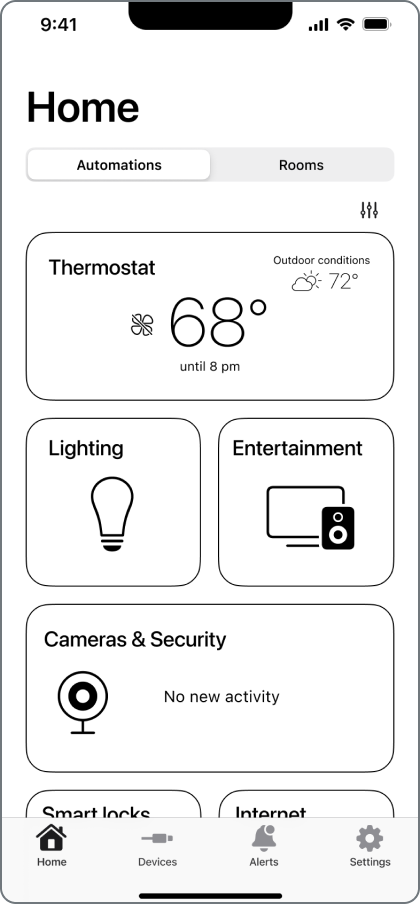 9:41
Home
Automations Rooms
Outdoor conditions
Thermostat
72°
68°
until 8 pm
Lighting Entertainment
Cameras & Security
No new activity
Smart locks Internet
Home Devices Alerts Settings